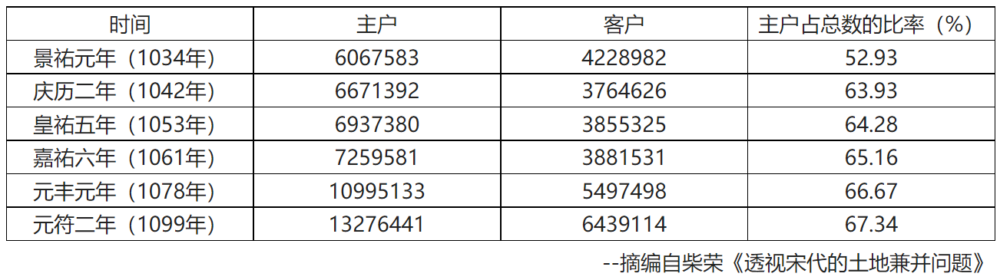 时间 主户 客户 主户占总数的比率（%）
景祐元年（1034年） 6067583 4228982 52.93
庆历二年（1042年） 6671392 3764626 63.93
皇祐五年（1053年） 6937380 3855325 64.28
嘉祐六年（1061年） 7259581 3881531 65.16
元丰元年（1078年） 10995133 5497498 66.67
元符二年（1099年） 13276441 6439114 67.34
--摘编自柴荣《透视宋代的土地兼并问题》